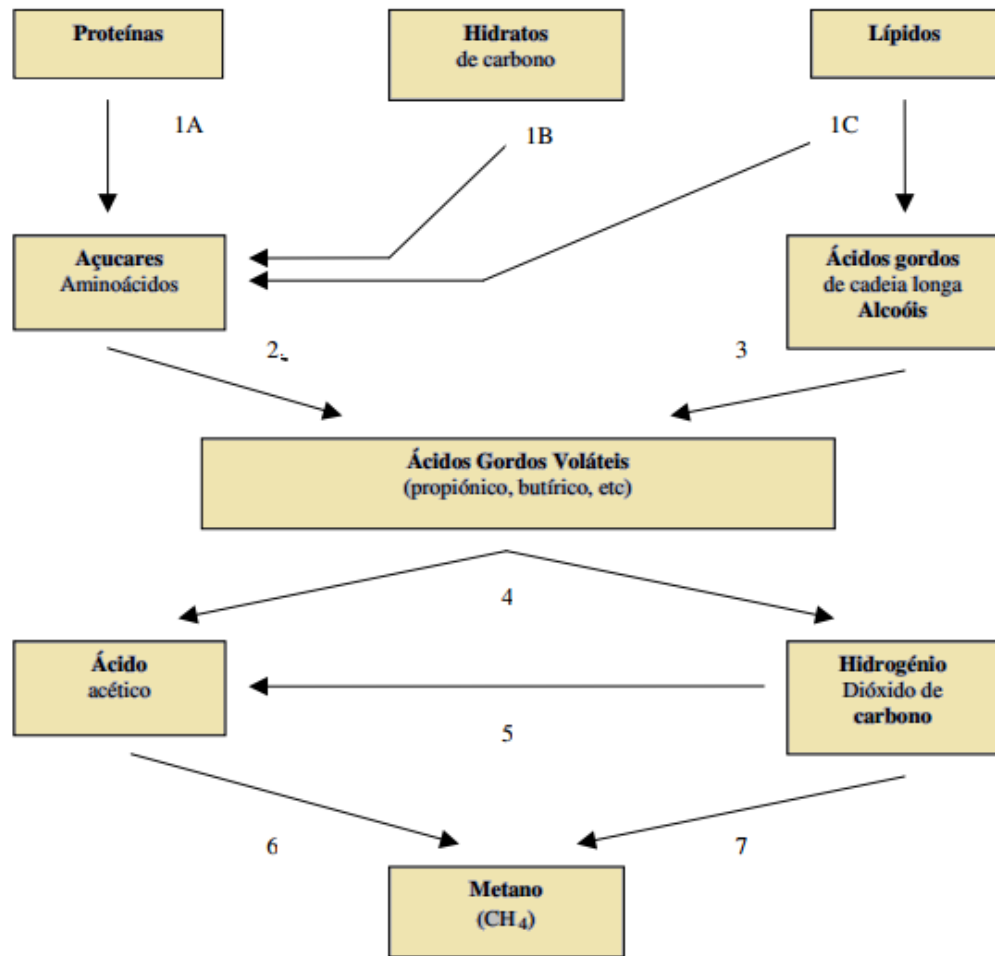 Proteínas
Hidratos
de carbono
Lípidos
1A
1B
1C
Açucares
Aminoácidos
Ácidos gordos
de cadeia longa
Alcoóis
2.
3
Ácidos Gordos Voláteis
(propiónico, butírico, etc)
4
Ácido
acético
Hidrogénio
Dióxido de
carbono
5
6
7
Metano
(CH₄)